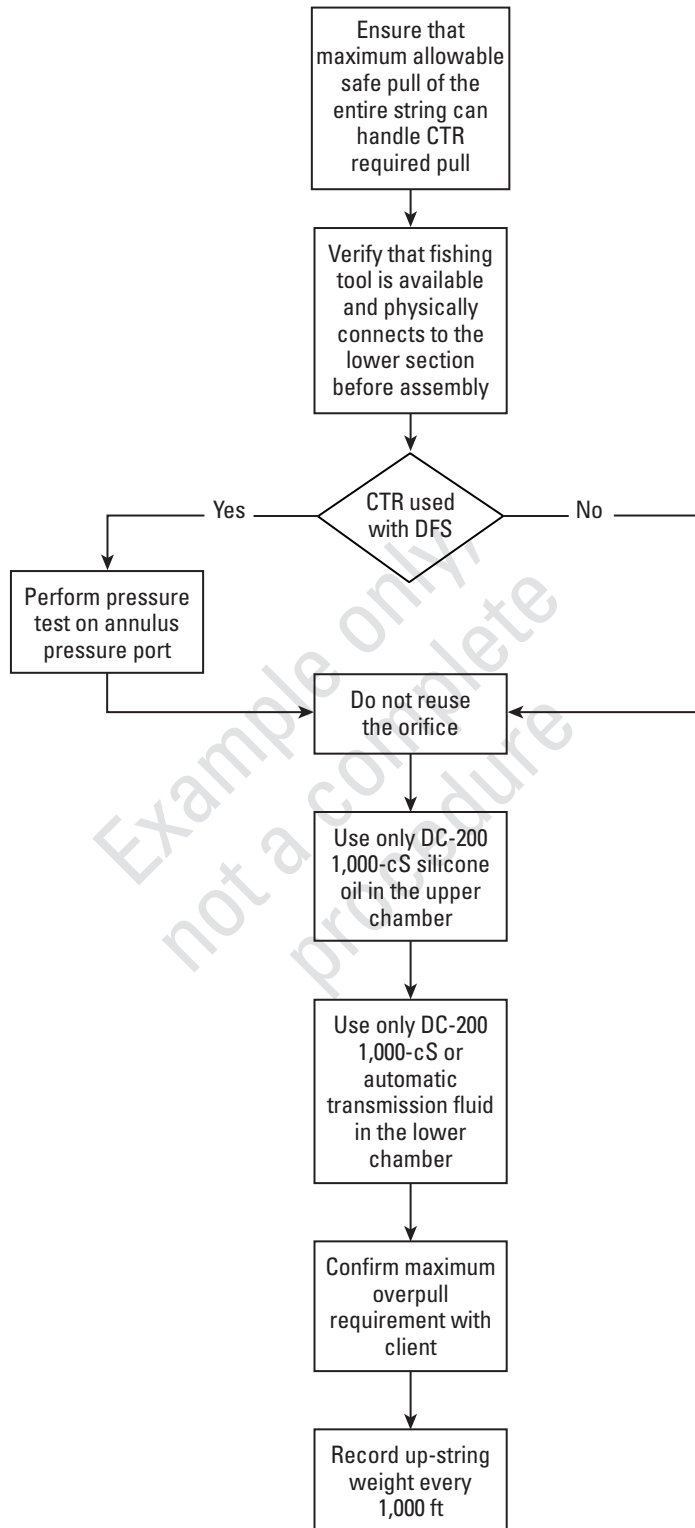 Ensure that
maximum allowable
safe pull of the
entire string can
handle CTR
required pull
Verify that fishing
tool is available
and physically
connects to the
lower section
before assembly
CTR used
with DFS
Yes
No
Perform pressure
test on annulus
pressure port
Do not reuse
the orifice
Use only DC-200
1,000-cS silicone
oil in the upper
chamber
Use only DC-200
1,000-cS or
automatic
transmission fluid
in the lower
chamber
Confirm maximum
overpull
requirement with
client
Record up-string
weight every
1,000 ft
Example only,
not a complete
procedure